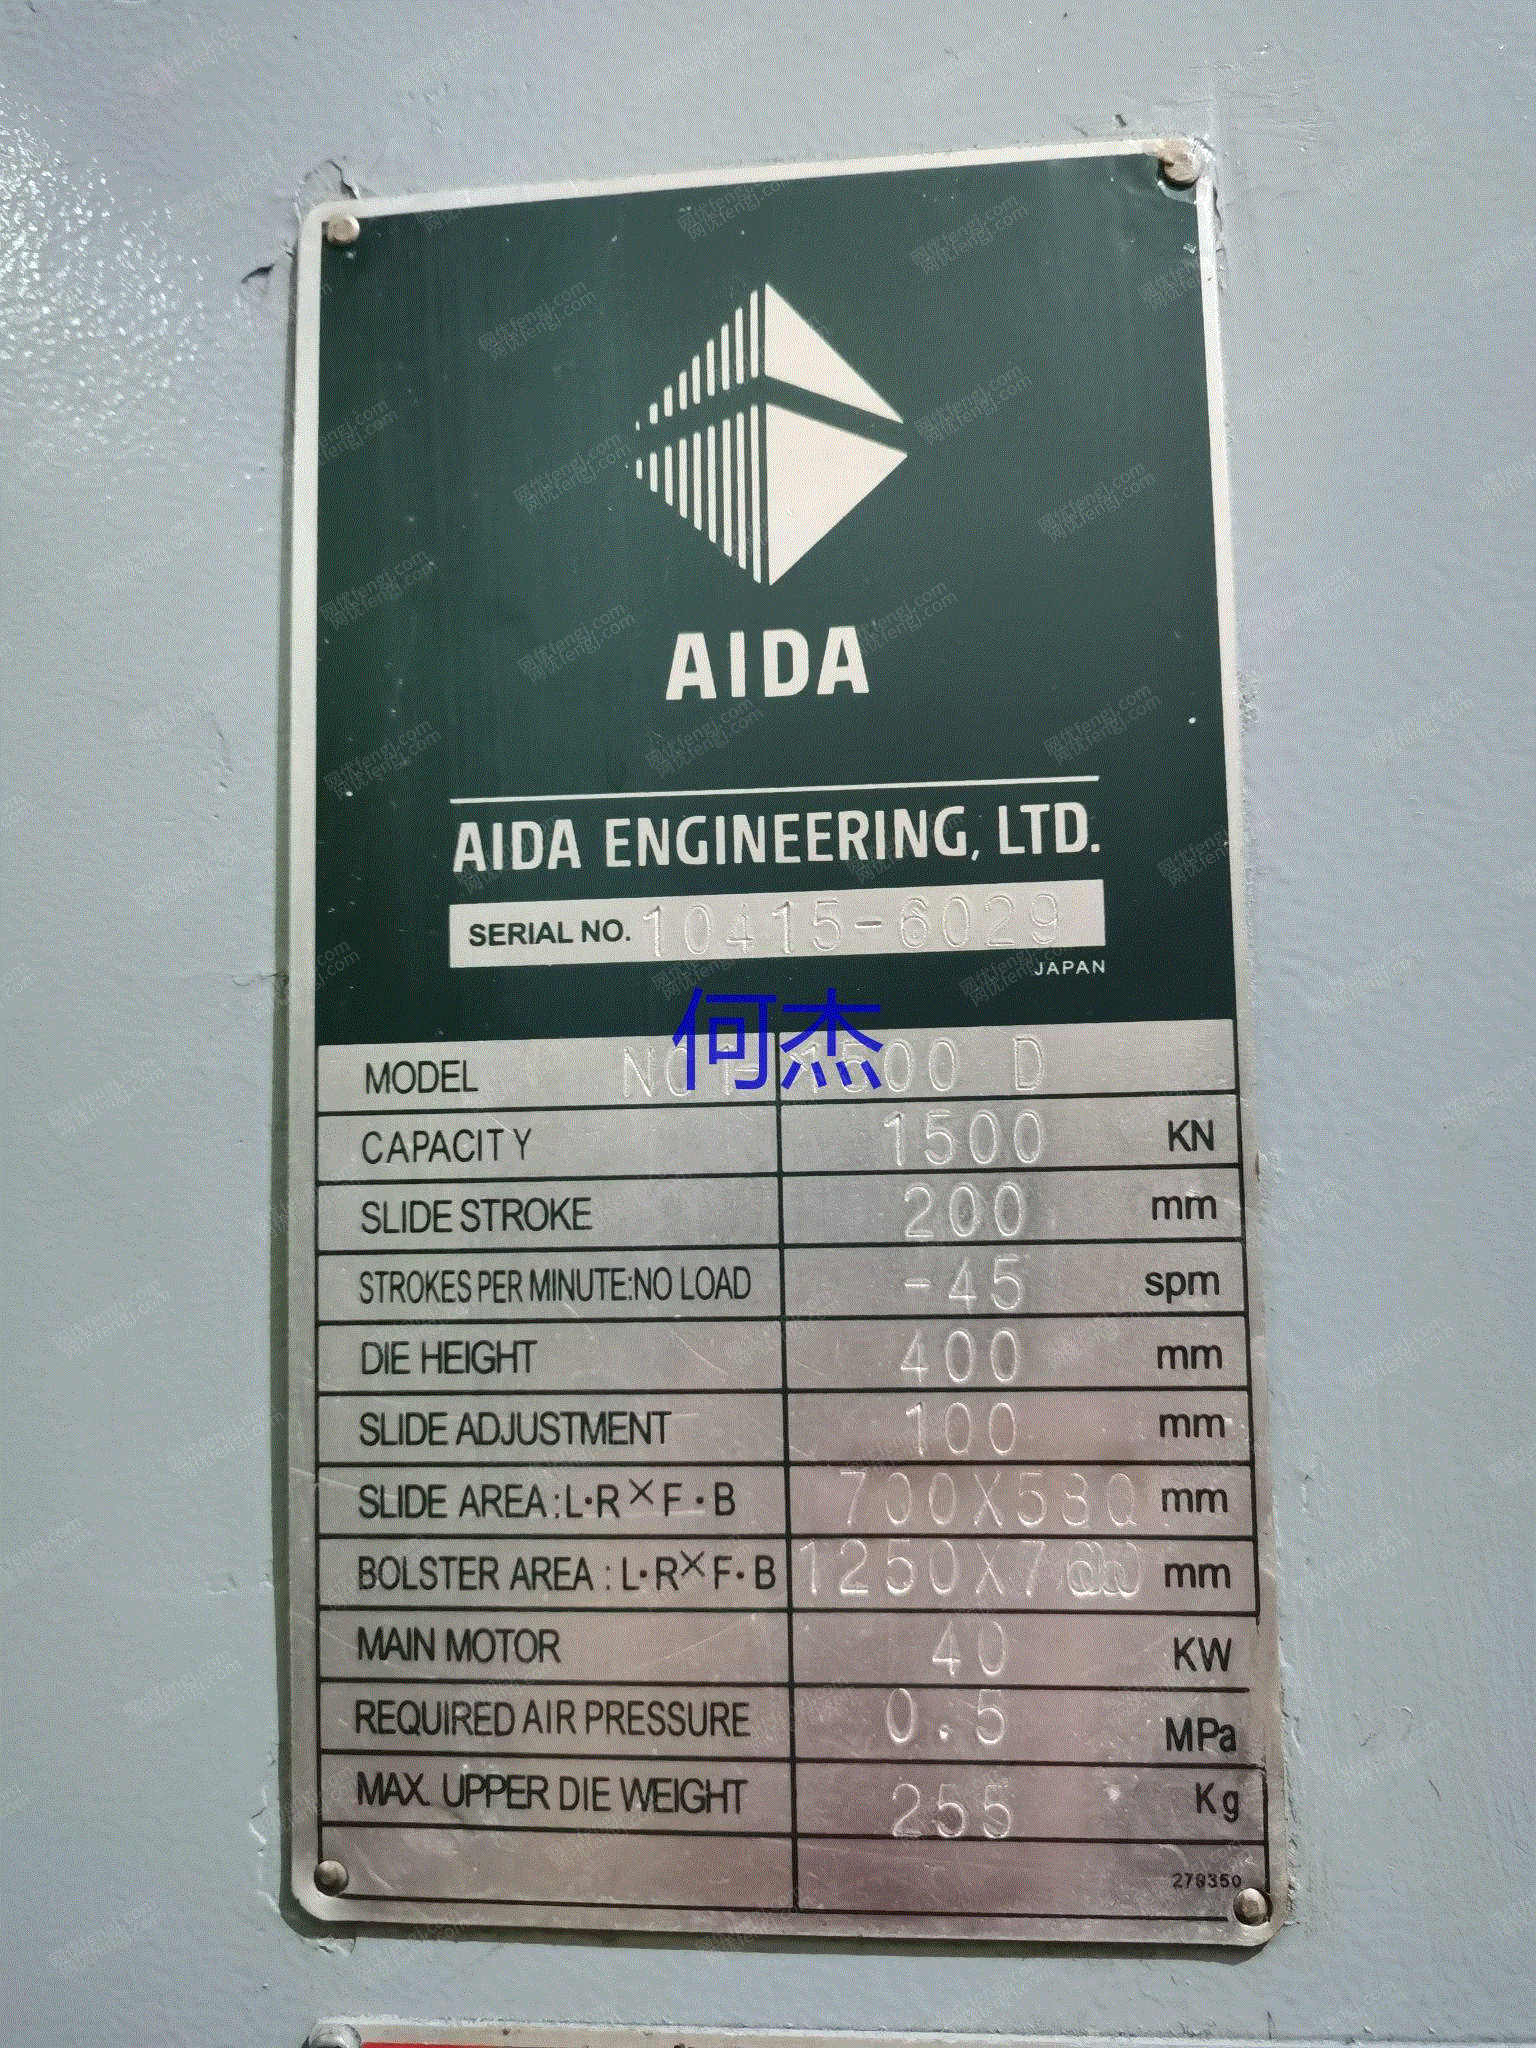 AIDA
AIDA ENGINEERING, LTD.
SERIAL NO. 10415-6029
JAPAN
何杰
MODEL NC1-1500 D
CAPACITY 1500 KN
SLIDE STROKE 200 mm
STROKES PER MINUTE:NO LOAD -45 spm
DIE HEIGHT 400 mm
SLIDE ADJUSTMENT 100 mm
SLIDE AREA:L·R×F·B 700X580 mm
BOLSTER AREA:L·R×F·B 1250X mm
MAIN MOTOR 40 KW
REQUIRED AIR PRESSURE 0.5 MPa
MAX. UPPER DIE WEIGHT 255 Kg
279350